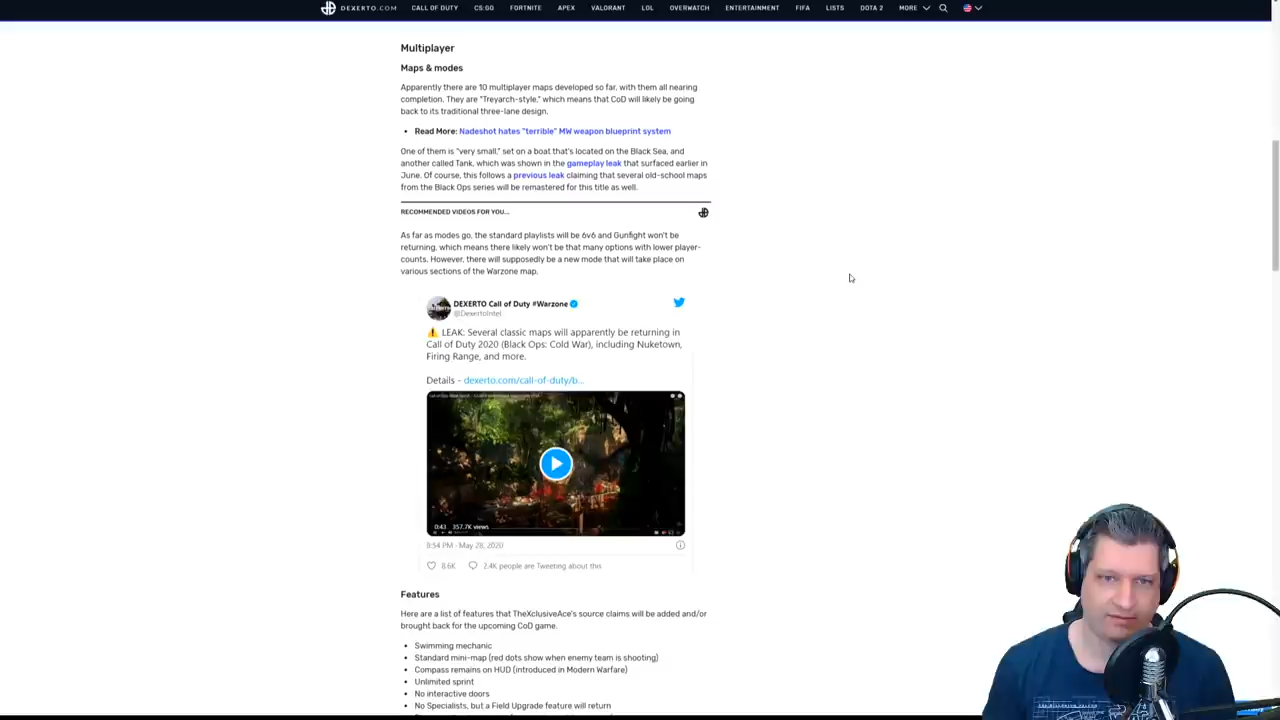 DEXERTO.COM CALL OF DUTY CS:GO FORTNITE APEX VALORANT LOL OVERWATCH ENTERTAINMENT FIFA LISTS DOTA 2 MORE
Multiplayer
Maps & modes
Apparently there are 10 multiplayer maps developed so far, with them all nearing
completion. They are "Treyarch-style," which means that CoD will likely be going
back to its traditional three-lane design.
• Read More: Nadeshot hates "terrible" MW weapon blueprint system
One of them is "very small," set on a boat that's located on the Black Sea, and
another called Tank, which was shown in the gameplay leak that surfaced earlier in
June. Of course, this follows a previous leak claiming that several old-school maps
from the Black Ops series will be remastered for this title as well.
RECOMMENDED VIDEOS FOR YOU...
As far as modes go, the standard playlists will be 6v6 and Gunfight won't be
returning, which means there likely won't be that many options with lower player-
counts. However, there will supposedly be a new mode that will take place on
various sections of the Warzone map.
DEXERTO Call of Duty #Warzone
@DexertoIntel
⚠️ LEAK: Several classic maps will apparently be returning in
Call of Duty 2020 (Black Ops: Cold War), including Nuketown,
Firing Range, and more.
Details – dexerto.com/call-of-duty/b...
0:43 357.7K views
8:54 PM · May 28, 2020
8.6K 2.4K people are Tweeting about this
Features
Here are a list of features that TheXclusiveAce's source claims will be added and/or
brought back for the upcoming CoD game.
• Swimming mechanic
• Standard mini-map (red dots show when enemy team is shooting)
• Compass remains on HUD (introduced in Modern Warfare)
• Unlimited sprint
• No interactive doors
• No Specialists, but a Field Upgrade feature will return